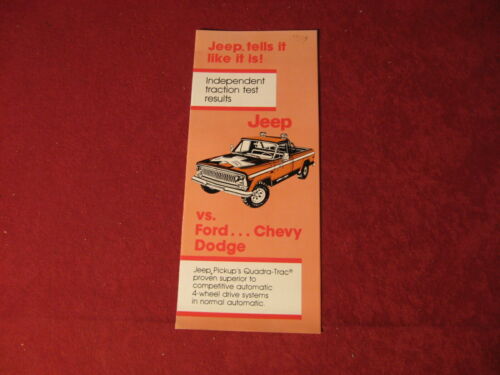 Jeep® tells it
like it is!
Independent
traction test
results
Jeep
vs.
Ford...Chevy
Dodge
Jeep® Pickup's Quadra-Trac®
proven superior to
competitive automatic
4-wheel drive systems
in normal automatic.